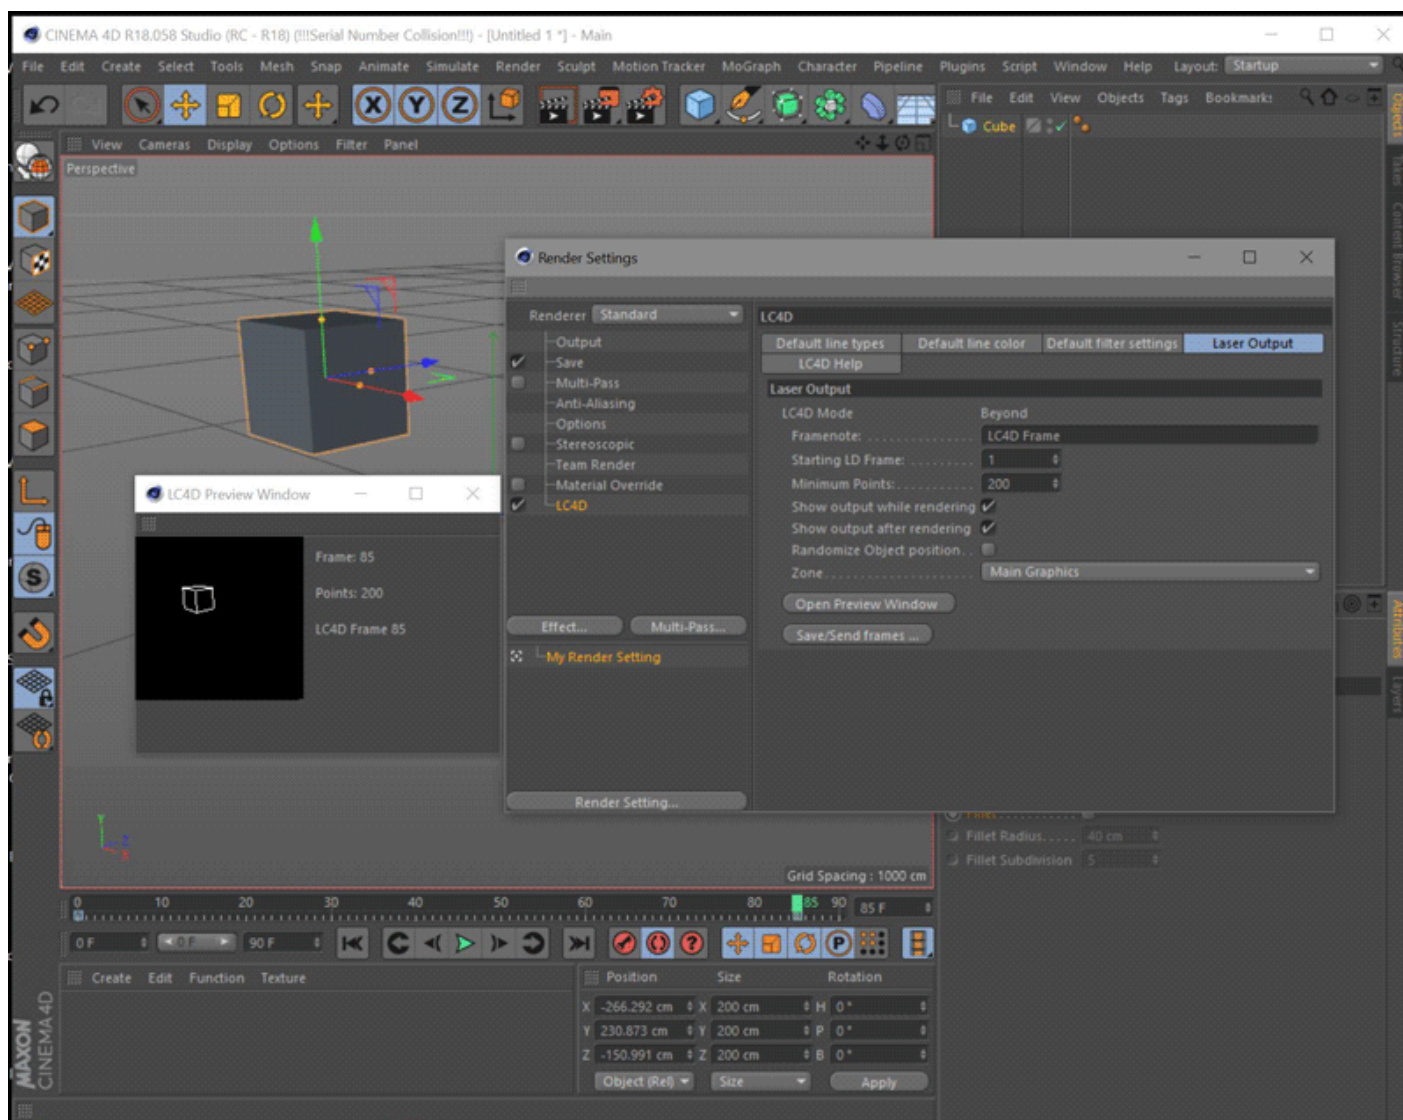 CINEMA 4D R18.058 Studio (RC - R18) (!!!Serial Number Collision!!!) - [Untitled 1 *] - Main
File Edit Create Select Tools Mesh Snap Animate Simulate Render Sculpt Motion Tracker MoGraph Character Pipeline Plugins Script Window Help Layout: Startup
X Y Z
File Edit View Objects Tags Bookmark:
Cube
Objects
Takes
Content Browser
Structure
View Cameras Display Options Filter Panel
Perspective
Render Settings
Renderer Standard
Output
Save
Multi-Pass
Anti-Aliasing
Options
Stereoscopic
Team Render
Material Override
LC4D
Effect... Multi-Pass...
My Render Setting
Render Setting...
LC4D
Default line types Default line color Default filter settings Laser Output
LC4D Help
Laser Output
LC4D Mode Beyond
Framenote: LC4D Frame
Starting LD Frame: 1
Minimum Points: 200
Show output while rendering
Show output after rendering
Randomize Object position
Zone Main Graphics
Open Preview Window
Save/Send frames ...
LC4D Preview Window
Frame: 85
Points: 200
LC4D Frame 85
Attributes
Layers
Fillet
Fillet Radius 40 cm
Fillet Subdivision 5
Y
Z
X
Grid Spacing : 1000 cm
0 10 20 30 40 50 60 70 80 85 90 85 F
0 F 0 F 90 F
Create Edit Function Texture
Position Size Rotation
X -266.292 cm X 200 cm H 0 °
Y 230.873 cm Y 200 cm P 0 °
Z -150.991 cm Z 200 cm B 0 °
Object (Rel) Size Apply
MAXON
CINEMA 4D